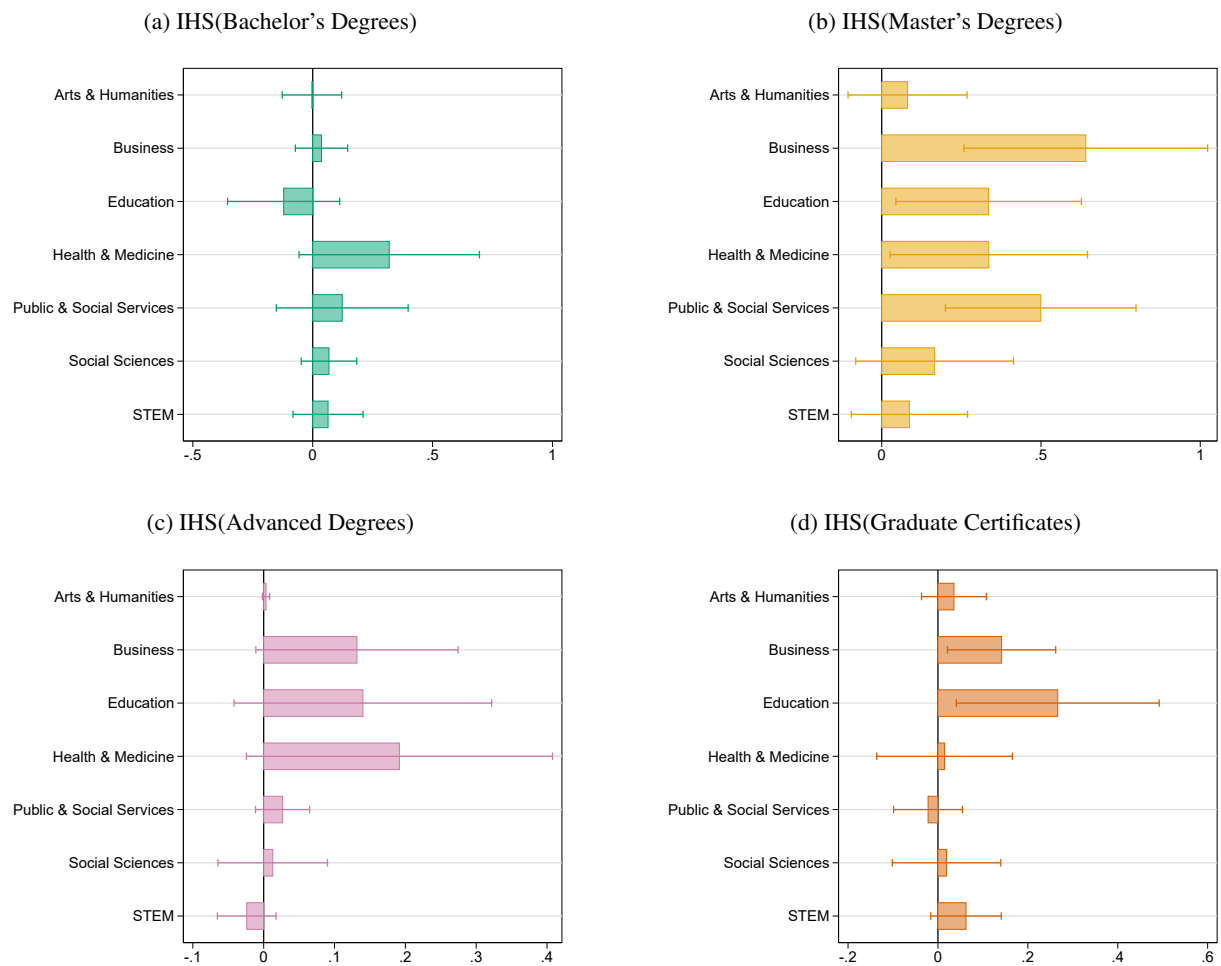 (a) IHS(Bachelor’s Degrees)
Arts & Humanities
Business
Education
Health & Medicine
Public & Social Services
Social Sciences
STEM
-.5 0 .5 1
(b) IHS(Master’s Degrees)
Arts & Humanities
Business
Education
Health & Medicine
Public & Social Services
Social Sciences
STEM
0 .5 1
(c) IHS(Advanced Degrees)
Arts & Humanities
Business
Education
Health & Medicine
Public & Social Services
Social Sciences
STEM
-.1 0 .1 .2 .3 .4
(d) IHS(Graduate Certificates)
Arts & Humanities
Business
Education
Health & Medicine
Public & Social Services
Social Sciences
STEM
-.2 0 .2 .4 .6